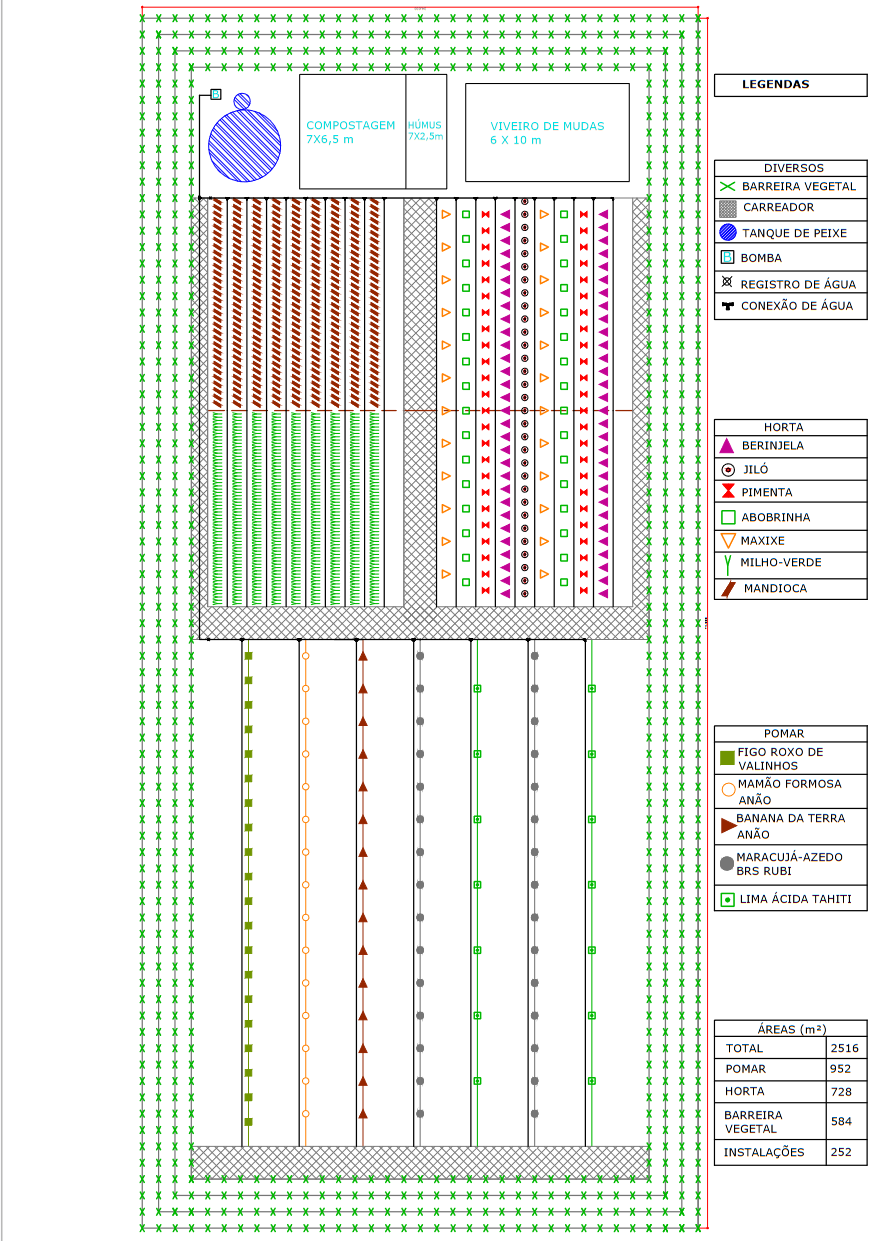 B
COMPOSTAGEM
7X6,5 m
HÚMUS
7X2,5m
VIVEIRO DE MUDAS
6 X 10 m
LEGENDAS
DIVERSOS
BARREIRA VEGETAL
CARREADOR
TANQUE DE PEIXE
B BOMBA
REGISTRO DE ÁGUA
CONEXÃO DE ÁGUA
HORTA
BERINJELA
JILÓ
PIMENTA
ABOBRINHA
MAXIXE
MILHO-VERDE
MANDIOCA
POMAR
FIGO ROXO DE
VALINHOS
MAMÃO FORMOSA
ANÃO
BANANA DA TERRA
ANÃO
MARACUJÁ-AZEDO
BRS RUBI
LIMA ÁCIDA TAHITI
ÁREAS (m²)
TOTAL 2516
POMAR 952
HORTA 728
BARREIRA
VEGETAL 584
INSTALAÇÕES 252